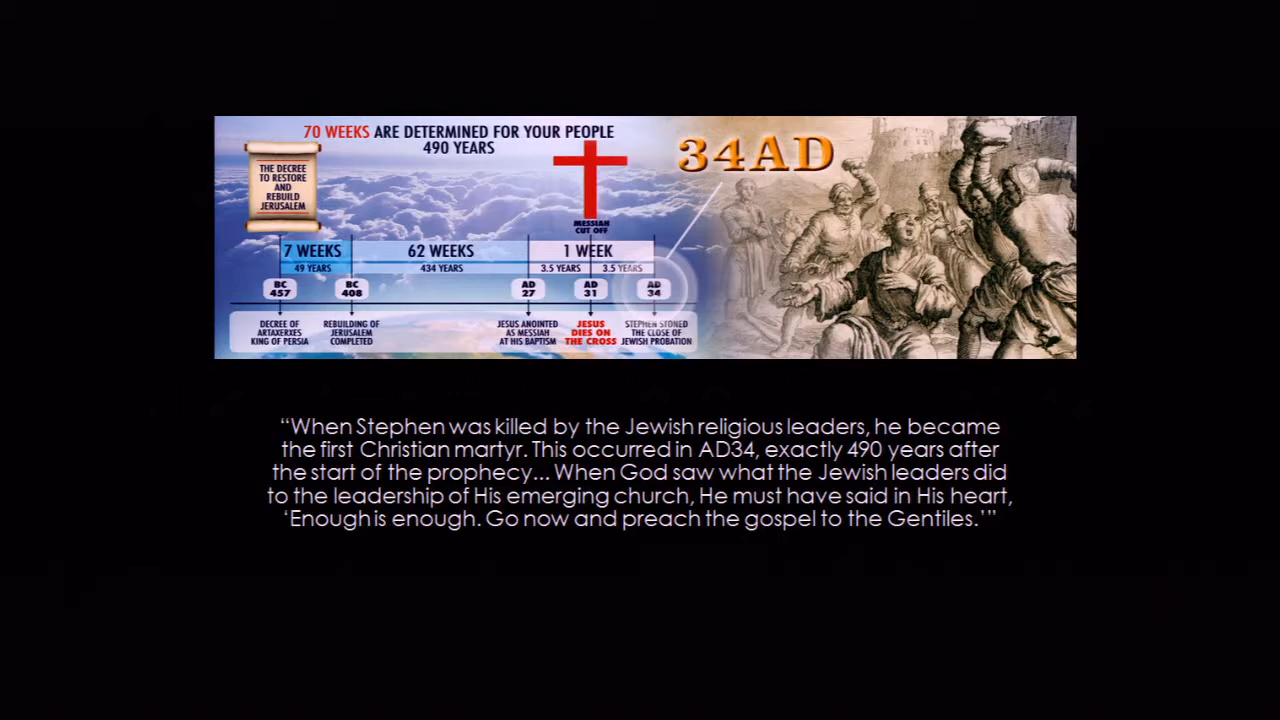 70 WEEKS ARE DETERMINED FOR YOUR PEOPLE
490 YEARS
34AD
THE DECREE
TO RESTORE
AND
REBUILD
JERUSALEM
MESSIAH
CUT OFF
7 WEEKS
62 WEEKS
1 WEEK
49 YEARS
434 YEARS
3.5 YEARS
3.5 YEARS
BC
457
BC
408
AD
27
AD
31
AD
34
DECREE OF
ARTAXERXES
KING OF PERSIA
REBUILDING OF
JERUSALEM
COMPLETED
JESUS ANOINTED
AS MESSIAH
AT HIS BAPTISM
JESUS
DIES ON
THE CROSS
STEPHEN STONED
THE CLOSE OF
JEWISH PROBATION
“When Stephen was killed by the Jewish religious leaders, he became
the first Christian martyr. This occurred in AD34, exactly 490 years after
the start of the prophecy... When God saw what the Jewish leaders did
to the leadership of His emerging church, He must have said in His heart,
‘Enough is enough. Go now and preach the gospel to the Gentiles.’”